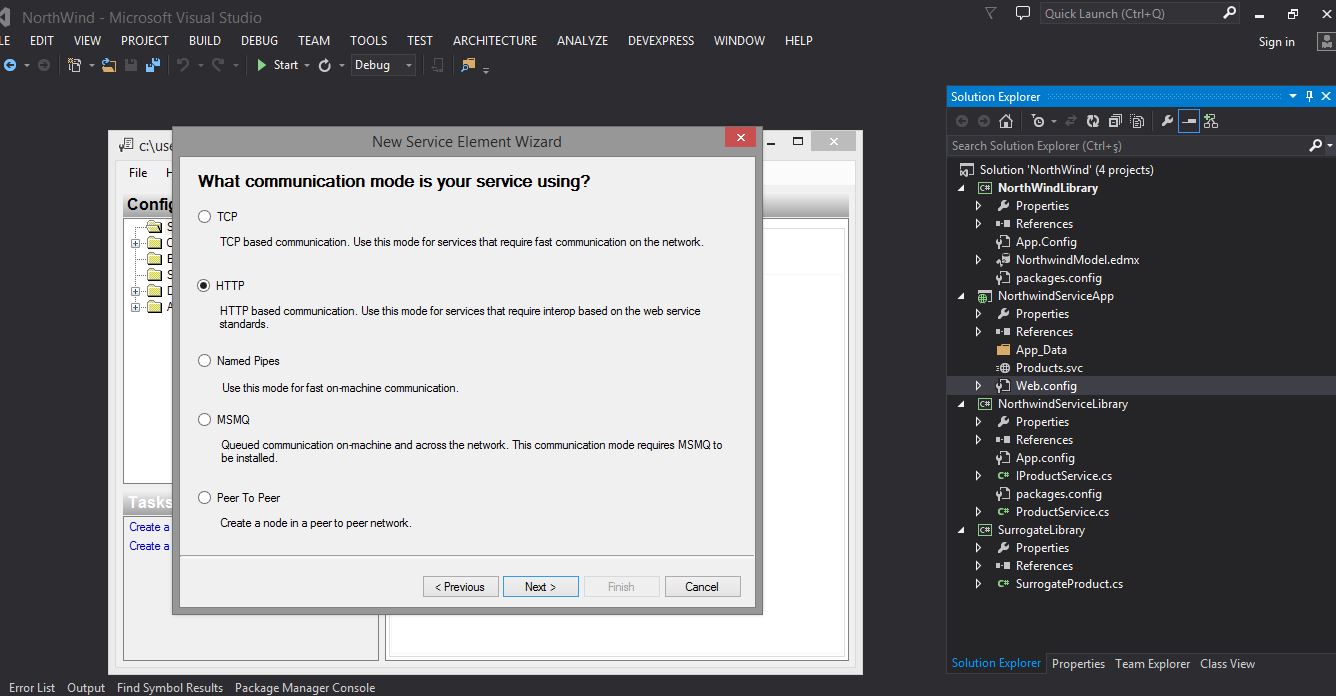 NorthWind - Microsoft Visual Studio
Quick Launch (Ctrl+Q)
LE EDIT VIEW PROJECT BUILD DEBUG TEAM TOOLS TEST ARCHITECTURE ANALYZE DEVEXPRESS WINDOW HELP
Sign in
Start Debug
c:\use
File H
Config
S
C
B
S
D
A
Tasks
Create a
Create a
New Service Element Wizard
What communication mode is your service using?
TCP
TCP based communication. Use this mode for services that require fast communication on the network.
HTTP
HTTP based communication. Use this mode for services that require interop based on the web service
standards.
Named Pipes
Use this mode for fast on-machine communication.
MSMQ
Queued communication on-machine and across the network. This communication mode requires MSMQ to
be installed.
Peer To Peer
Create a node in a peer to peer network.
< Previous Next > Finish Cancel
Solution Explorer
Search Solution Explorer (Ctrl+ş)
Solution 'NorthWind' (4 projects)
C# NorthWindLibrary
Properties
References
App.Config
NorthwindModel.edmx
packages.config
NorthwindServiceApp
Properties
References
App_Data
Products.svc
Web.config
C# NorthwindServiceLibrary
Properties
References
App.config
C# IProductService.cs
packages.config
C# ProductService.cs
C# SurrogateLibrary
Properties
References
C# SurrogateProduct.cs
Solution Explorer Properties Team Explorer Class View
Error List Output Find Symbol Results Package Manager Console